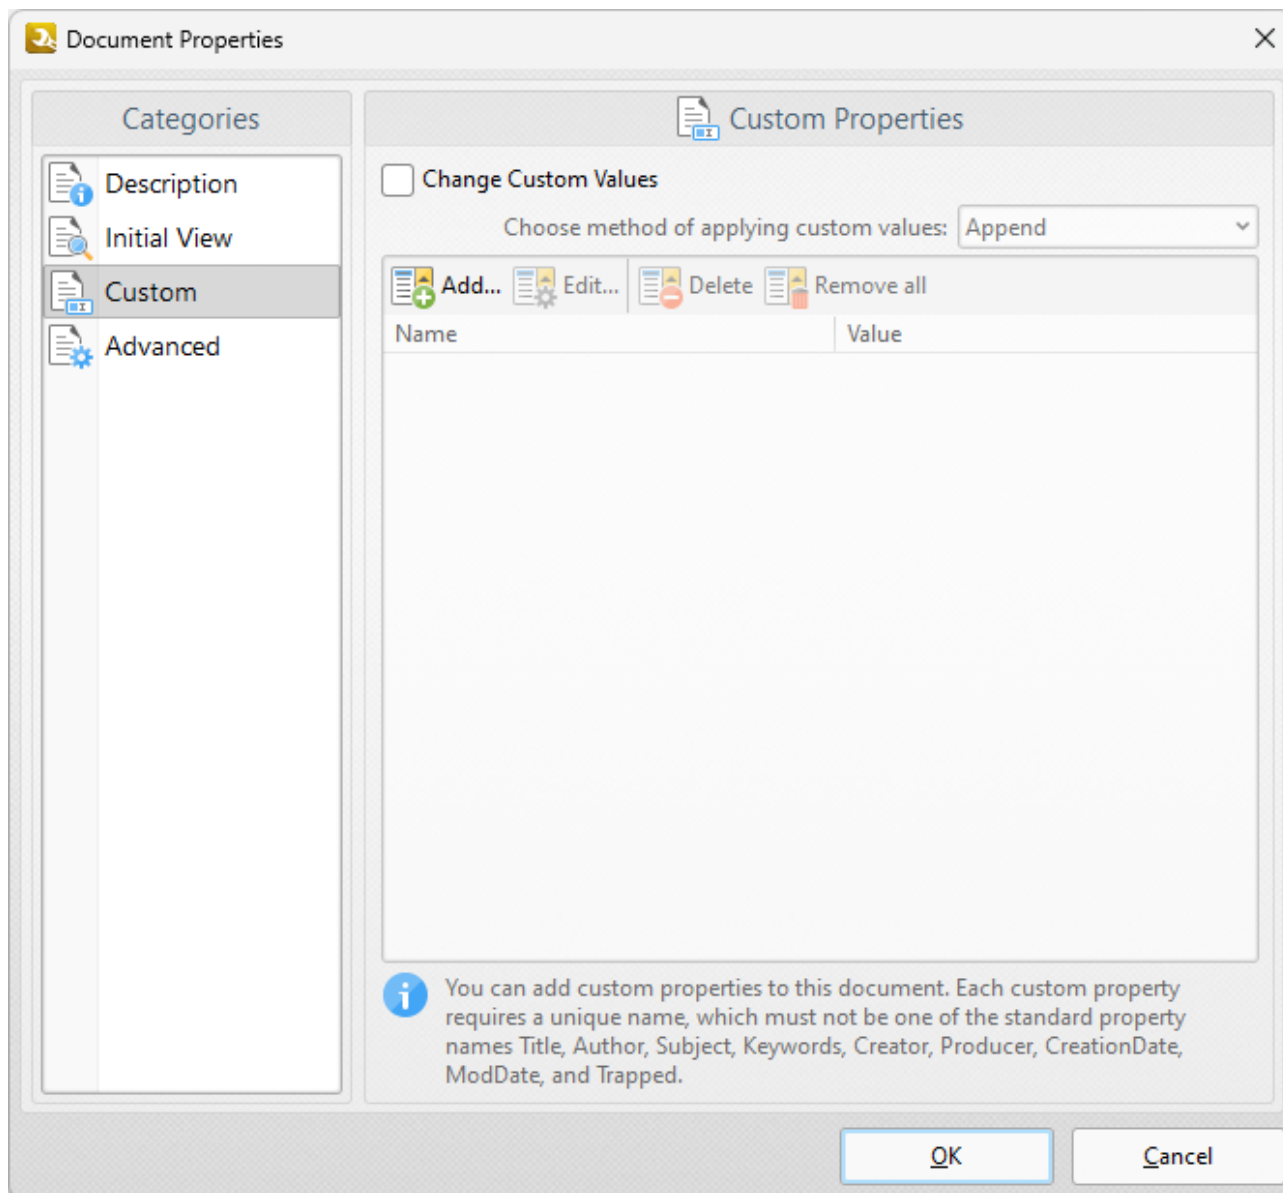 Document Properties
Categories
Description
Initial View
Custom
Advanced
Custom Properties
Change Custom Values
Choose method of applying custom values: Append
Add... Edit... Delete Remove all
Name Value
You can add custom properties to this document. Each custom property
requires a unique name, which must not be one of the standard property
names Title, Author, Subject, Keywords, Creator, Producer, CreationDate,
ModDate, and Trapped.
OK Cancel